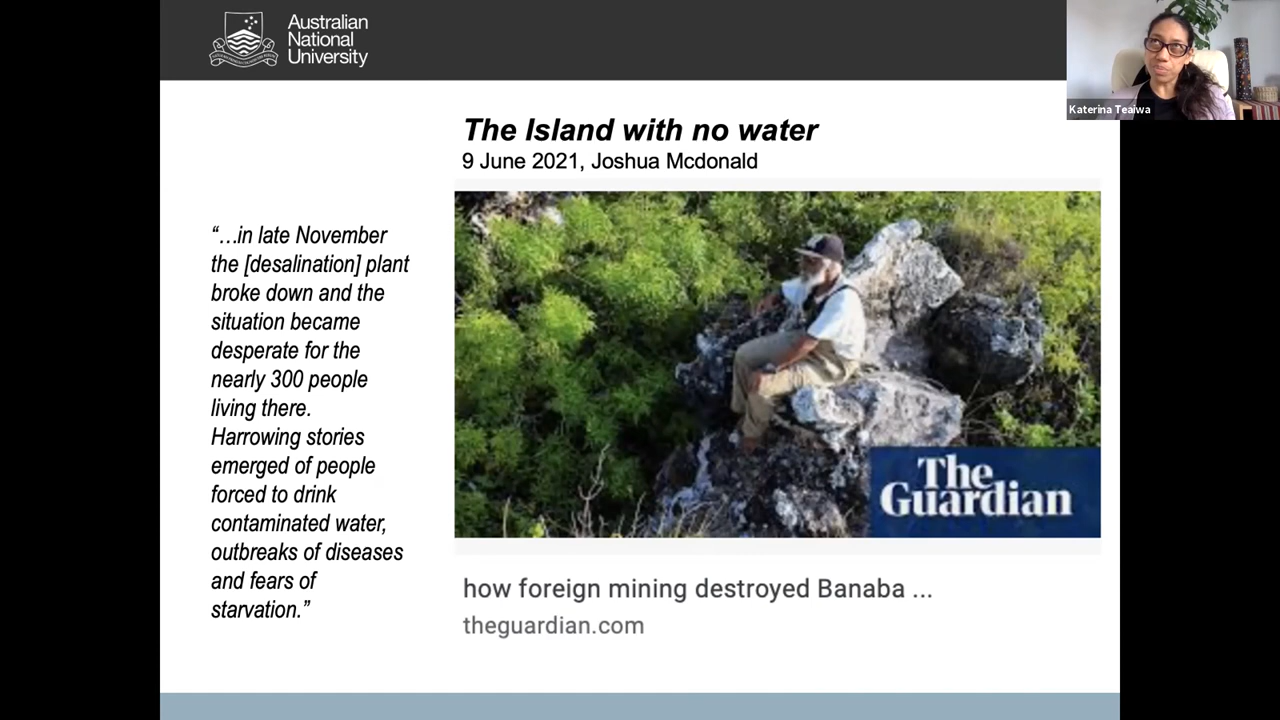 Australian
National
University
Katerina Teaiwa
The Island with no water
9 June 2021, Joshua Mcdonald
“…in late November
the [desalination] plant
broke down and the
situation became
desperate for the
nearly 300 people
living there.
Harrowing stories
emerged of people
forced to drink
contaminated water,
outbreaks of diseases
and fears of
starvation.”
The
Guardian
how foreign mining destroyed Banaba ...
theguardian.com